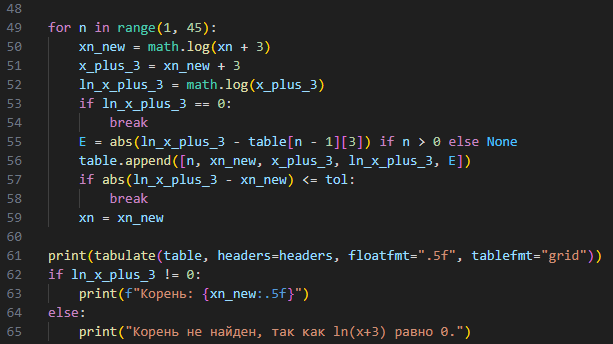 48
49 for n in range(1, 45):
50     xn_new = math.log(xn + 3)
51     x_plus_3 = xn_new + 3
52     ln_x_plus_3 = math.log(x_plus_3)
53     if ln_x_plus_3 == 0:
54         break
55     E = abs(ln_x_plus_3 - table[n - 1][3]) if n > 0 else None
56     table.append([n, xn_new, x_plus_3, ln_x_plus_3, E])
57     if abs(ln_x_plus_3 - xn_new) <= tol:
58         break
59     xn = xn_new
60
61 print(tabulate(table, headers=headers, floatfmt=".5f", tablefmt="grid"))
62 if ln_x_plus_3 != 0:
63     print(f"Корень: {xn_new:.5f}")
64 else:
65     print("Корень не найден, так как ln(x+3) равно 0.")